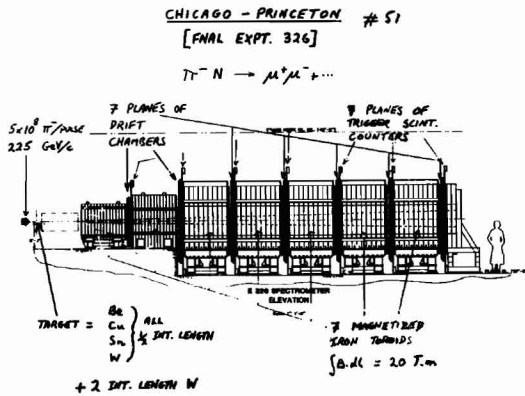 CHICAGO - PRINCETON # 51
[FNAL EXPT. 326]
π⁻ N → μ⁺μ⁻ + ...
7 PLANES OF
DRIFT
CHAMBERS
7 PLANES OF
TRIGGER SCINT.
COUNTERS
5x10⁸ π⁻/PULSE
225 GeV/c
E 326 SPECTROMETER
ELEVATION
TARGET =
Be
Cu
Sn
W
ALL
½ INT. LENGTH
+ 2 INT. LENGTH W
7 MAGNETIZED
IRON TOROIDS
∫B.dl = 20 T.m